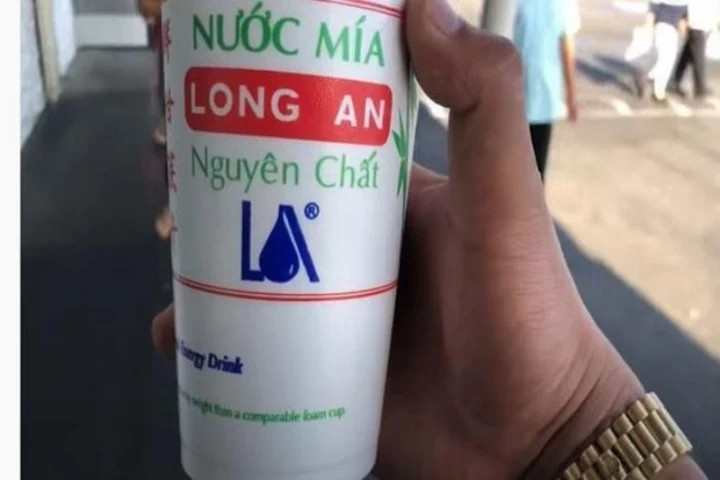 NƯỚC MÍA
LONG AN
Nguyên Chất
LA®
Energy Drink
weight than a comparable foam cup.